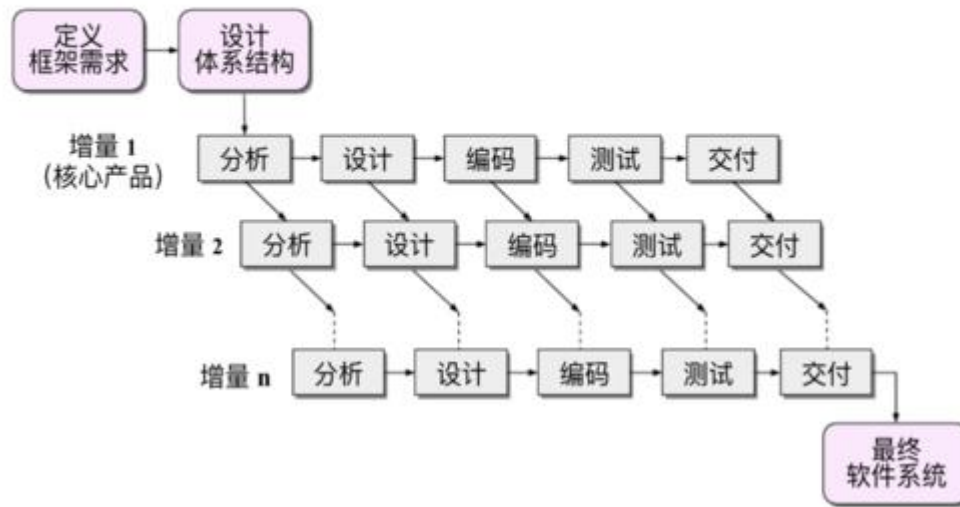 定义
框架需求
设计
体系结构
增量 1
(核心产品)
分析
设计
编码
测试
交付
增量 2
分析
设计
编码
测试
交付
增量 n
分析
设计
编码
测试
交付
最终
软件系统